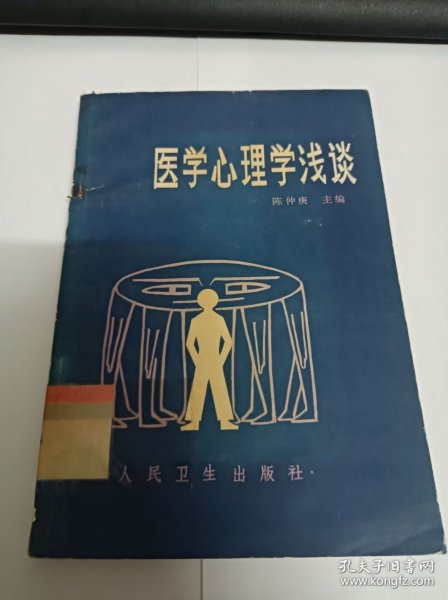 医学心理学浅谈
陈仲庚 主编
人民卫生出版社
孔夫子旧书网
www.kongfz.com